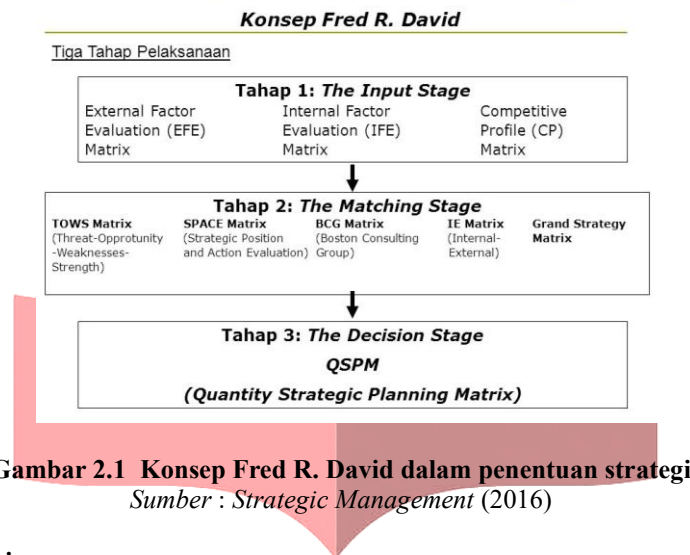 Konsep Fred R. David
Tiga Tahap Pelaksanaan
Tahap 1: The Input Stage
External Factor Internal Factor Competitive
Evaluation (EFE) Evaluation (IFE) Profile (CP)
Matrix Matrix Matrix
Tahap 2: The Matching Stage
TOWS Matrix SPACE Matrix BCG Matrix IE Matrix Grand Strategy
(Threat-Opprotunity (Strategic Position (Boston Consulting (Internal- Matrix
-Weaknesses- and Action Evaluation) Group) External)
Strength)
Tahap 3: The Decision Stage
QSPM
(Quantity Strategic Planning Matrix)
Gambar 2.1 Konsep Fred R. David dalam penentuan strategi
Sumber : Strategic Management (2016)